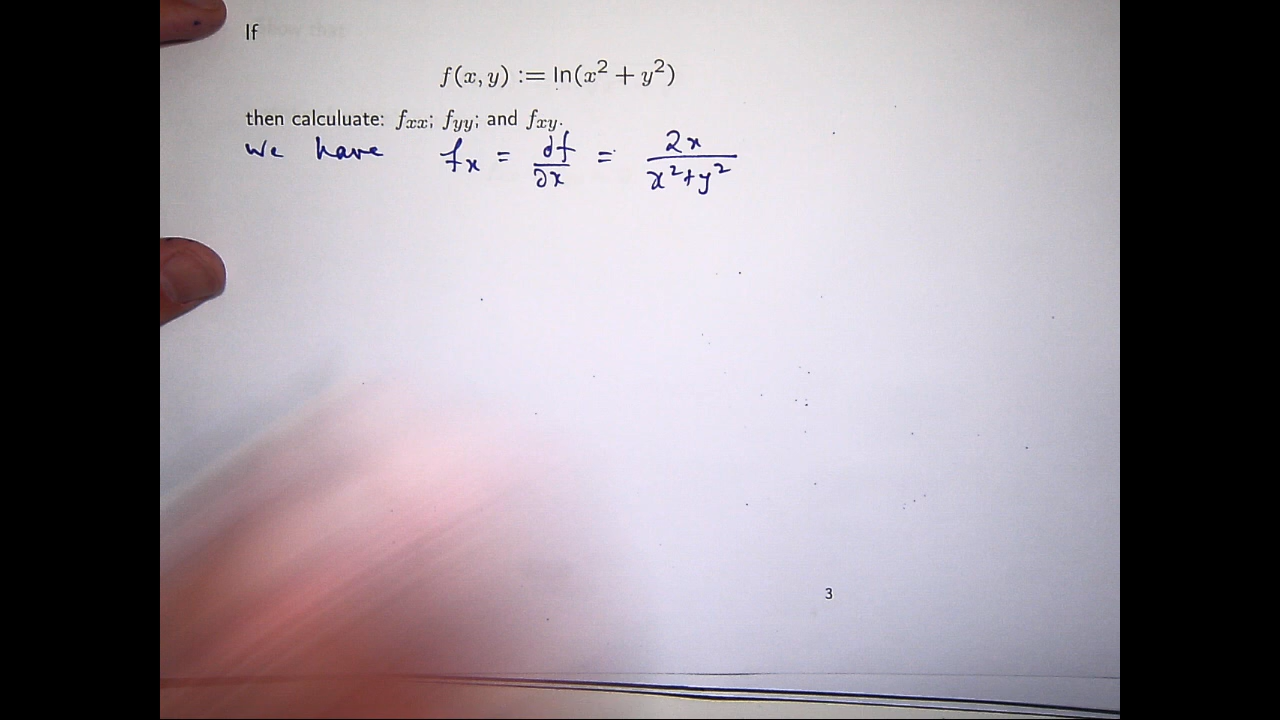 If
f(x, y) := ln(x² + y²)
then calculuate: fxx; fyy; and fxy.
We have fx = ∂f/∂x = 2x/(x²+y²)
3